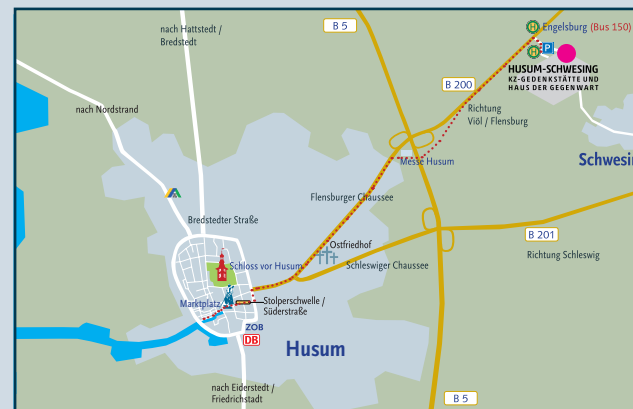 nach Hattstedt /
Bredstedt
B 5
H Engelsburg (Bus 150)
H P
HUSUM-SCHWESING
KZ-GEDENKSTÄTTE UND
HAUS DER GEGENWART
B 200
nach Nordstrand
Richtung
Viöl / Flensburg
Messe Husum
Schwesin
Flensburger Chaussee
Bredstedter Straße
B 201
Ostfriedhof
Richtung Schleswig
Schloss vor Husum
Schleswiger Chaussee
Marktplatz
Stolperschwelle /
Süderstraße
ZOB
DB
Husum
nach Eiderstedt /
Friedrichstadt
B 5